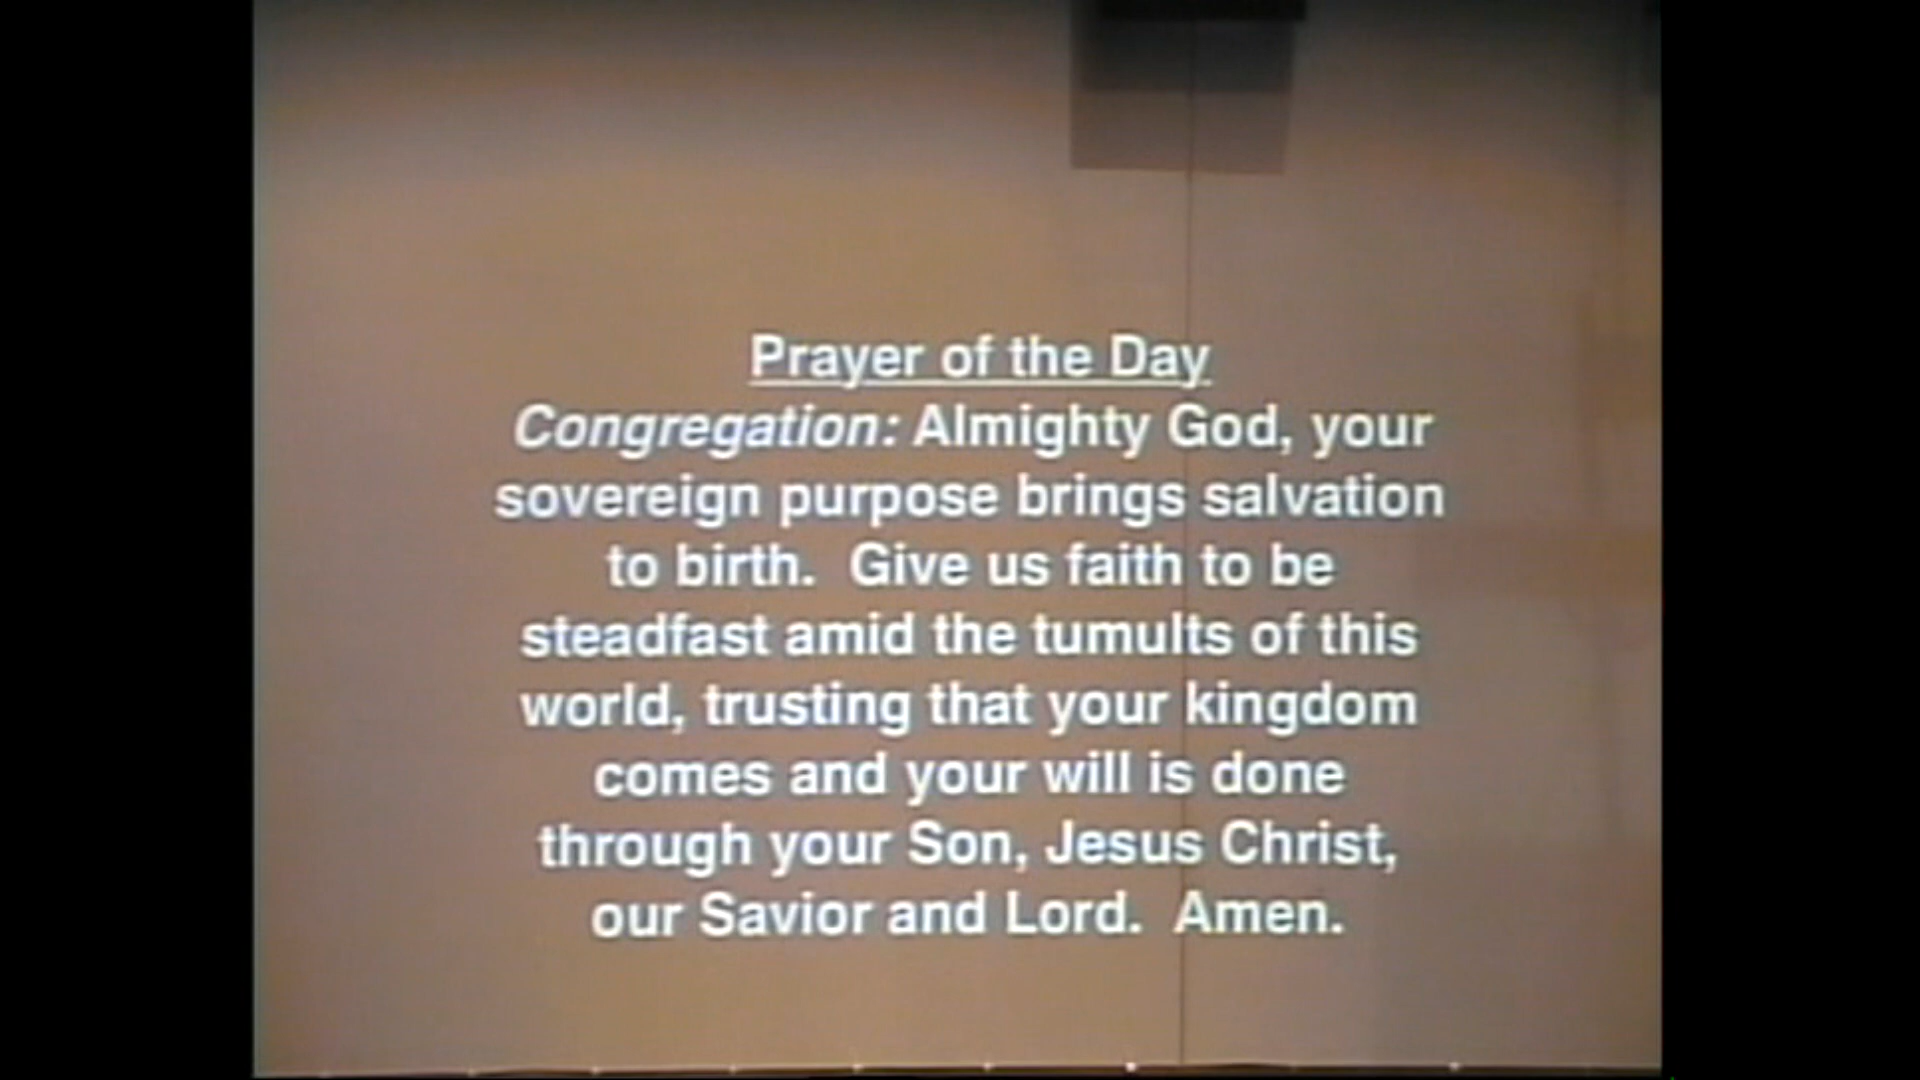 Prayer of the Day
Congregation: Almighty God, your
sovereign purpose brings salvation
to birth.  Give us faith to be
steadfast amid the tumults of this
world, trusting that your kingdom
comes and your will is done
through your Son, Jesus Christ,
our Savior and Lord.  Amen.